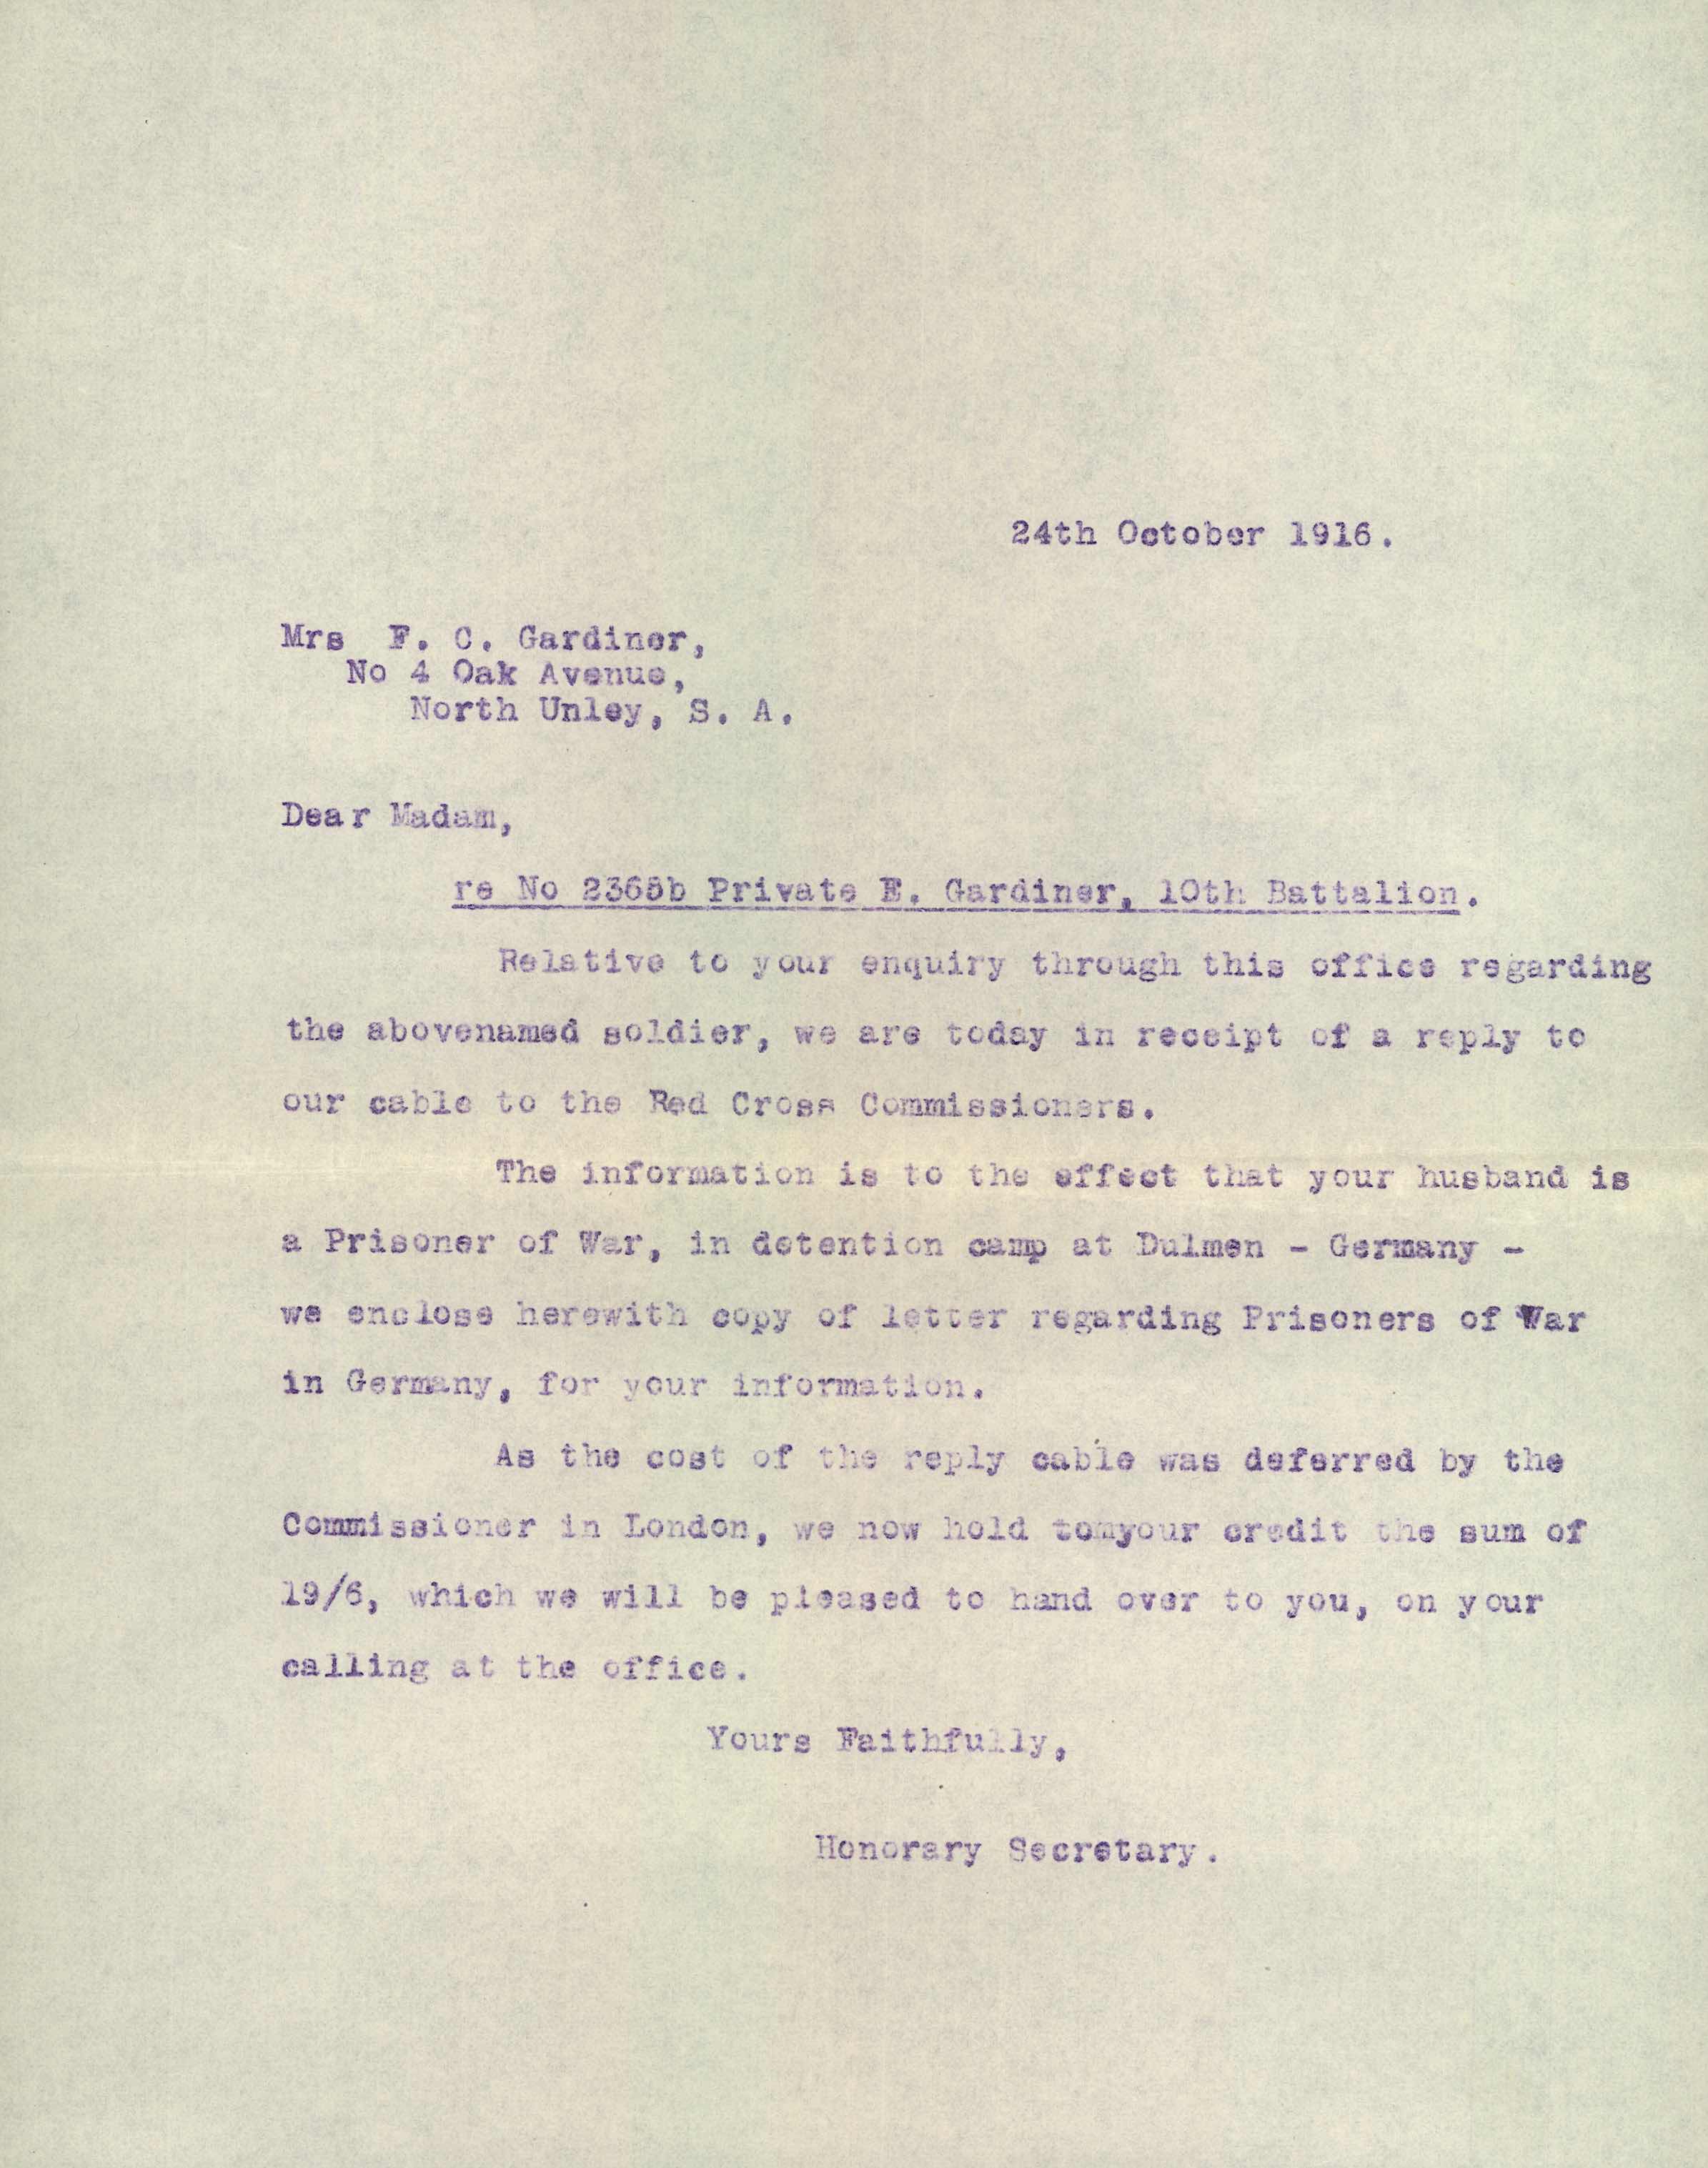 24th October 1916.
Mrs F. C. Gardiner,
No 4 Oak Avenue,
North Unley, S. A.
Dear Madam,
re No 2365b Private E. Gardiner, 10th Battalion.
Relative to your enquiry through this office regarding
the abovenamed soldier, we are today in receipt of a reply to
our cable to the Red Cross Commissioners.
The information is to the effect that your husband is
a Prisoner of War, in detention camp at Dulmen - Germany -
we enclose herewith copy of letter regarding Prisoners of War
in Germany, for your information.
As the cost of the reply cable was deferred by the
Commissioner in London, we now hold tomyour credit the sum of
19/6, which we will be pleased to hand over to you, on your
calling at the office.
Yours Faithfully,
Honorary Secretary.